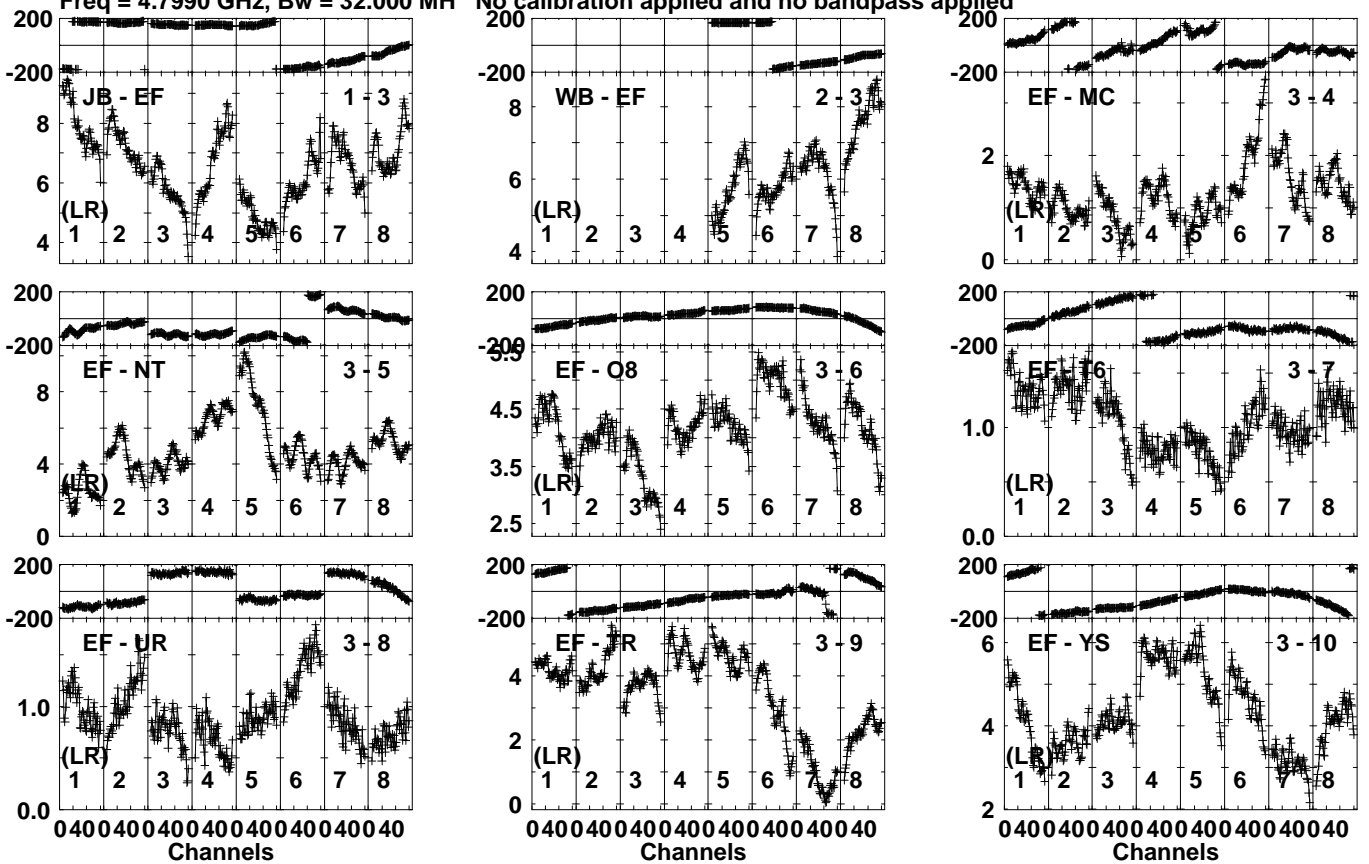 Freq = 4.7990 GHz, Bw = 32.000 MH No calibration applied and no bandpass applied
200 200 200
-200 -200 -200
JB - EF 1 - 3 WB - EF 2 - 3 EF - MC 3 - 4
8 8
2
6 6
(LR) (LR) (LR)
1 2 3 4 5 6 7 8 1 2 3 4 5 6 7 8 1 2 3 4 5 6 7 8
4 4 0
200 200 200
-200 -200 -200
5.5
EF - NT 3 - 5 EF - O8 3 - 6 EF - T6 3 - 7
8 4.5 1.0
4 3.5
(LR) (LR) (LR)
1 2 3 4 5 6 7 8 1 2 3 4 5 6 7 8 1 2 3 4 5 6 7 8
0 2.5 0.0
200 200 200
-200 -200 -200
EF - UR 3 - 8 EF - TR 3 - 9 EF - YS 3 - 10
6
1.0 4 4
2
(LR) (LR) (LR)
1 2 3 4 5 6 7 8 1 2 3 4 5 6 7 8 1 2 3 4 5 6 7 8
0.0 0 2
0 40 0 40 0 40 0 40 0 40 0 40 0 40 0 40 0 40 0 40 0 40 0 40 0 40 0 40 0 40 0 40 0 40 0 40 0 40 0 40 0 40 0 40 0 40 0 40
Channels Channels Channels